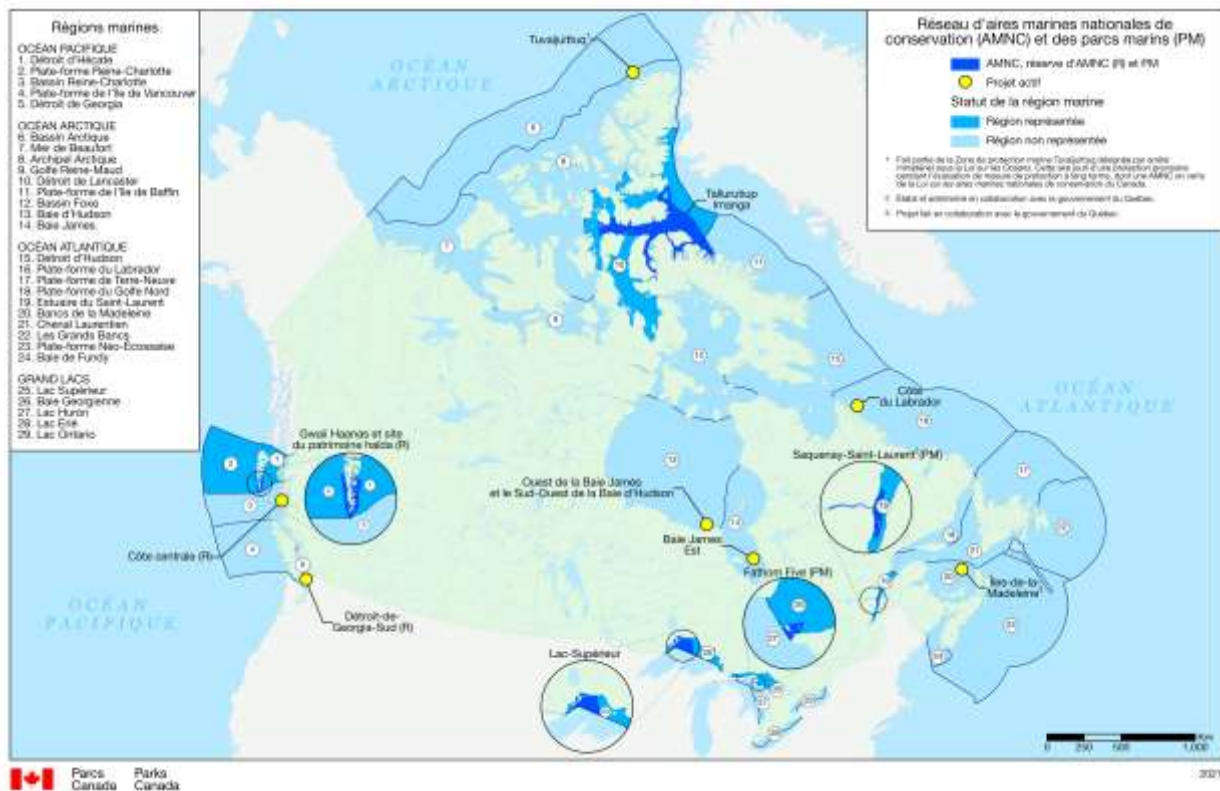 Régions marines
OCÉAN PACIFIQUE
1. Détroit d'Hécate
2. Plate-forme Reine-Charlotte
3. Bassin Reine-Charlotte
4. Plate-forme de l'Île de Vancouver
5. Détroit de Georgia
OCÉAN ARCTIQUE
6. Bassin Arctique
7. Mer de Beaufort
8. Archipel Arctique
9. Golfe Reine-Maud
10. Détroit de Lancaster
11. Plate-forme de l'Île de Baffin
12. Bassin Foxe
13. Baie d'Hudson
14. Baie James
OCÉAN ATLANTIQUE
15. Détroit d'Hudson
16. Plate-forme du Labrador
17. Plate-forme de Terre-Neuve
18. Plate-forme du Golfe Nord
19. Estuaire du Saint-Laurent
20. Bancs de la Madeleine
21. Chenal Laurentien
22. Les Grands Bancs
23. Plate-forme Néo-Écossaise
24. Baie de Fundy
GRAND LACS
25. Lac Supérieur
26. Baie Georgienne
27. Lac Huron
28. Lac Érié
29. Lac Ontario
Réseau d'aires marines nationales de
conservation (AMNC) et des parcs marins (PM)
AMNC, réserve d'AMNC (R) et PM
Projet actif
Statut de la région marine
Région représentée
Région non représentée
Projet fait en collaboration avec le gouvernement du Québec
OCÉAN
ARCTIQUE
Tuvaijuittuq
Tallurutiup
Imanga
OCÉAN
ATLANTIQUE
Côte
du Labrador
Gwaii Haanas et site
du patrimoine haïda (R)
Saguenay-Saint-Laurent (PM)
Ouest de la Baie James
et le Sud-Ouest de la Baie d'Hudson
Baie James
Est
Côte centrale (R)
Fathom Five (PM)
Îles-de-la-
Madeleine
OCÉAN
PACIFIQUE
Détroit-de-
Georgia-Sud (R)
Lac-Supérieur
0 250 500 1,000
Parcs Canada
Parks Canada
2021